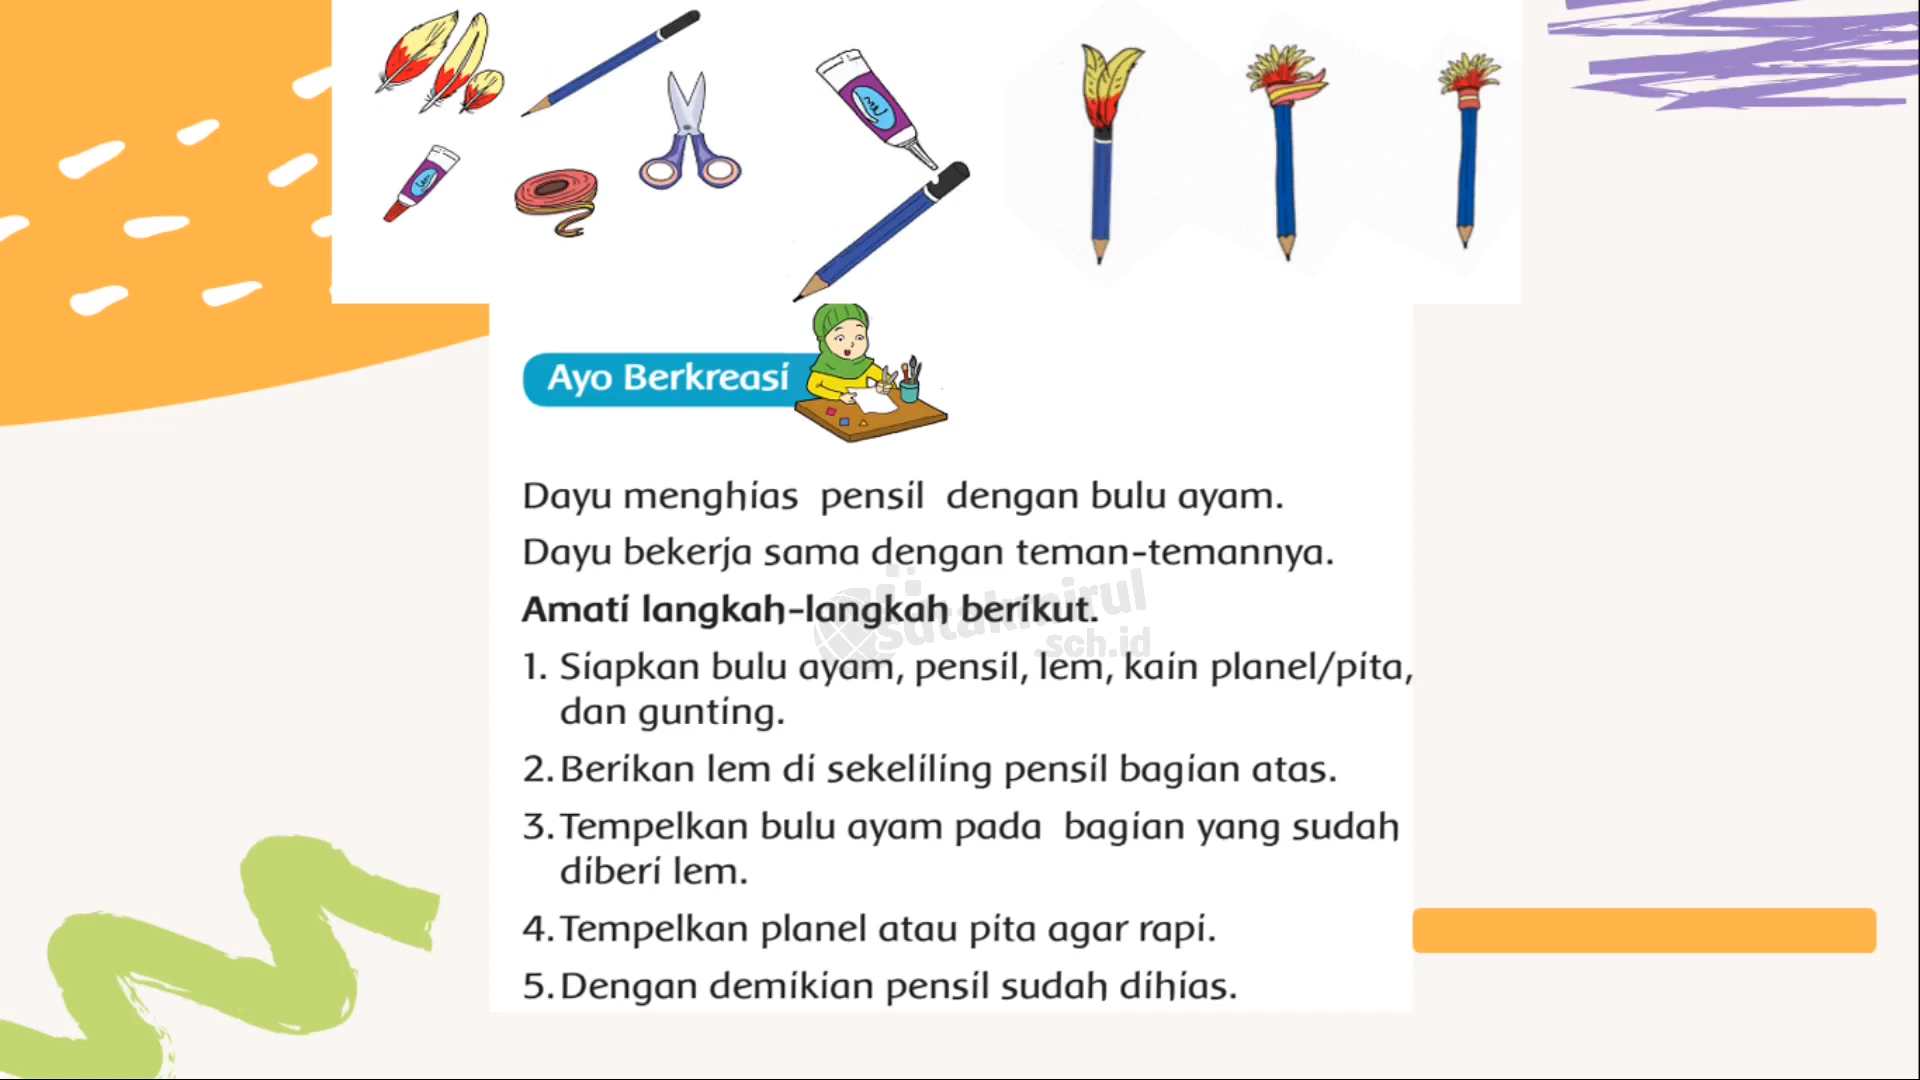 Ayo Berkreasi
Dayu menghias pensil dengan bulu ayam.
Dayu bekerja sama dengan teman-temannya.
Amati langkah-langkah berikut.
1. Siapkan bulu ayam, pensil, lem, kain planel/pita,
dan gunting.
2. Berikan lem di sekeliling pensil bagian atas.
3. Tempelkan bulu ayam pada bagian yang sudah
diberi lem.
4. Tempelkan planel atau pita agar rapi.
5. Dengan demikian pensil sudah dihias.
.sch.id